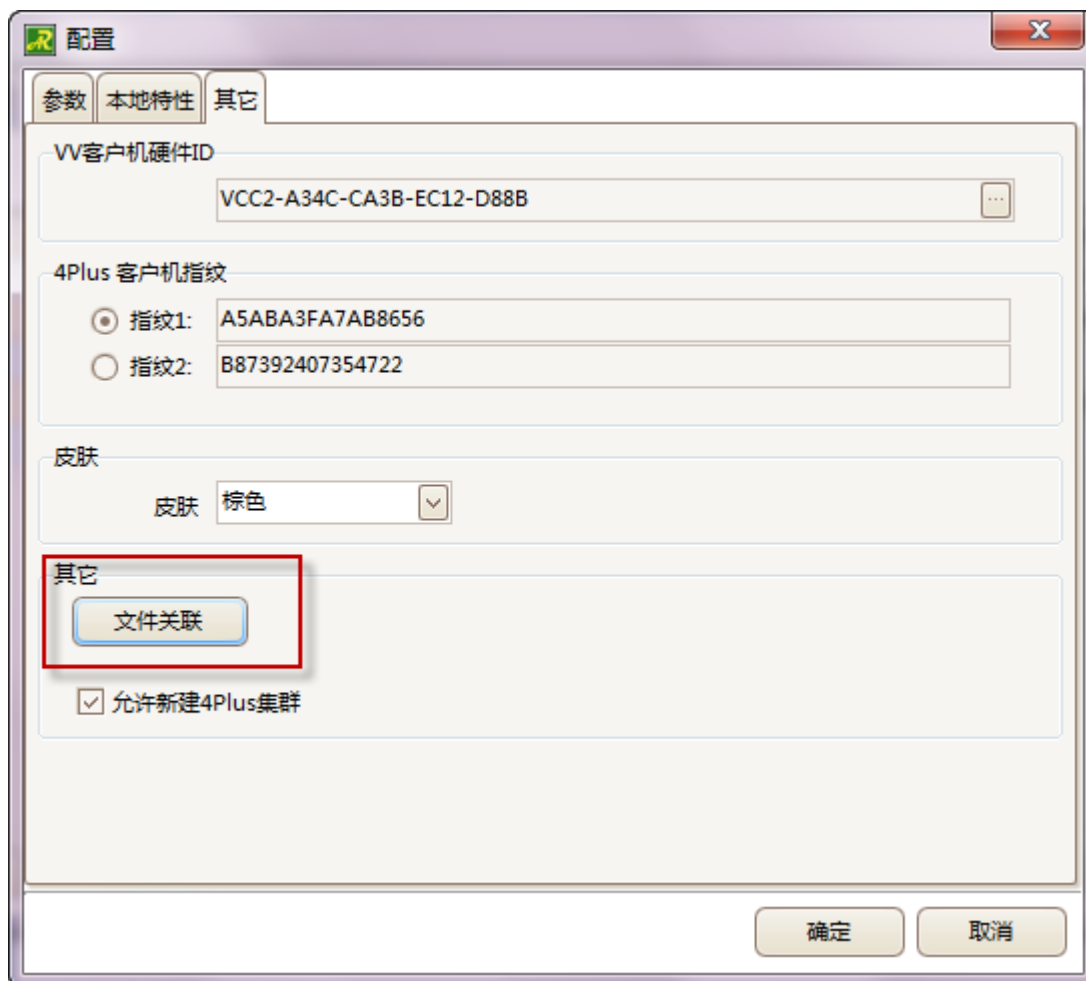 配置
参数 本地特性 其它
VV客户机硬件ID
VCC2-A34C-CA3B-EC12-D88B ...
4Plus 客户机指纹
指纹1: A5ABA3FA7AB8656
指纹2: B87392407354722
皮肤
皮肤 棕色
其它
文件关联
允许新建4Plus集群
确定 取消